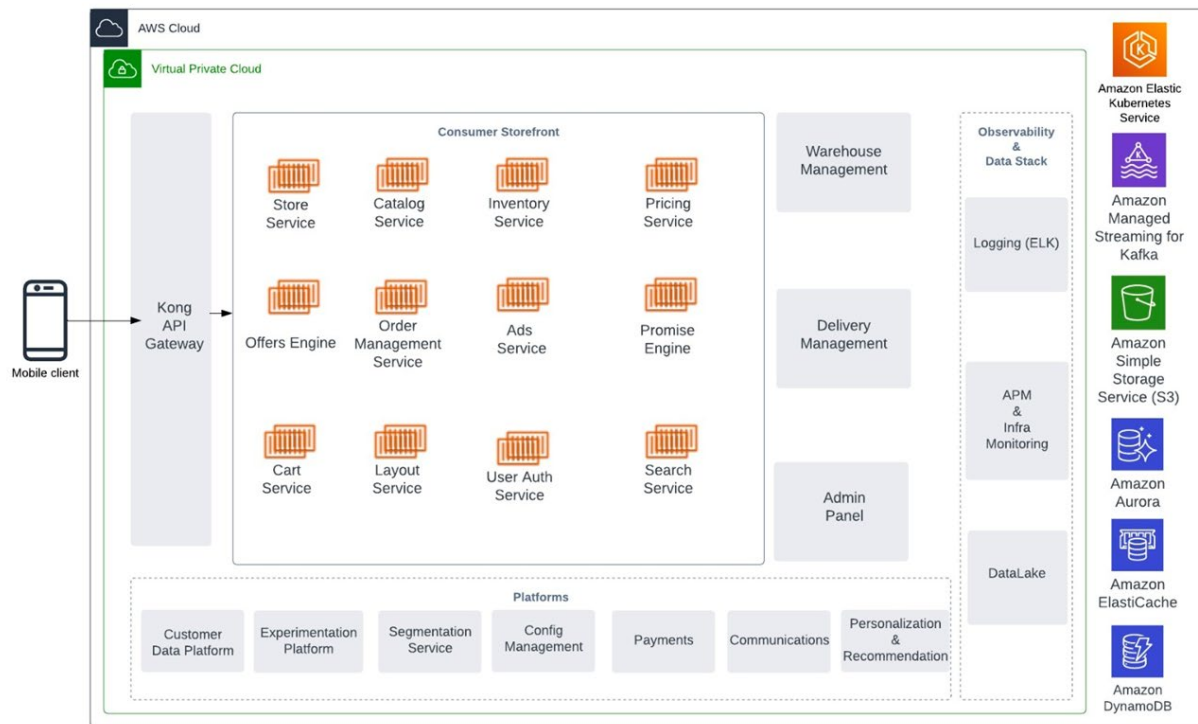 AWS Cloud
Virtual Private Cloud
Mobile client
Kong
API
Gateway
Consumer Storefront
Store
Service
Catalog
Service
Inventory
Service
Pricing
Service
Offers Engine
Order
Management
Service
Ads
Service
Promise
Engine
Cart
Service
Layout
Service
User Auth
Service
Search
Service
Warehouse
Management
Delivery
Management
Admin
Panel
Observability
&
Data Stack
Logging (ELK)
APM
&
Infra
Monitoring
DataLake
Platforms
Customer
Data Platform
Experimentation
Platform
Segmentation
Service
Config
Management
Payments
Communications
Personalization
&
Recommendation
K
Amazon Elastic
Kubernetes
Service
K
Amazon
Managed
Streaming for
Kafka
Amazon
Simple
Storage
Service (S3)
Amazon
Aurora
Amazon
ElastiCache
Amazon
DynamoDB